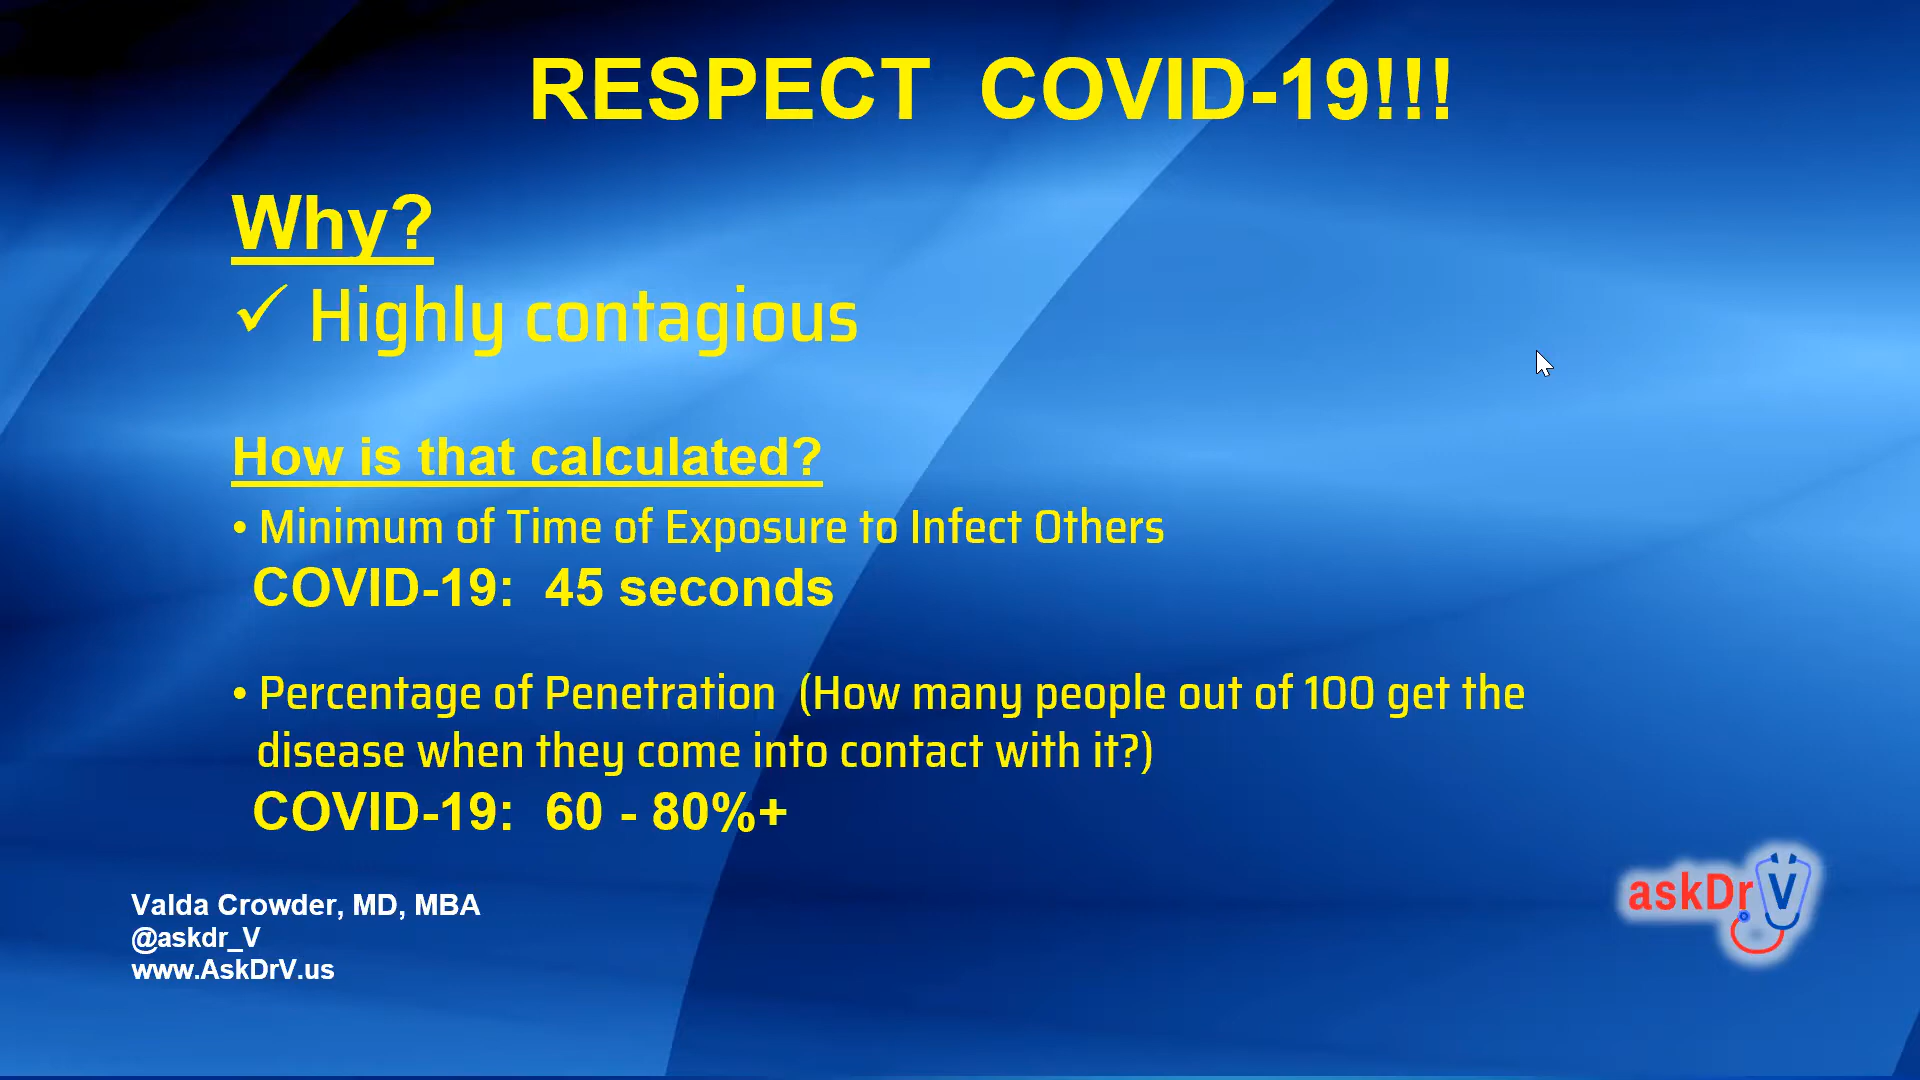 RESPECT COVID-19!!!
Why?
✓ Highly contagious
How is that calculated?
• Minimum of Time of Exposure to Infect Others
COVID-19: 45 seconds
• Percentage of Penetration (How many people out of 100 get the
disease when they come into contact with it?)
COVID-19: 60 - 80%+
Valda Crowder, MD, MBA
@askdr_V
www.AskDrV.us
askDrV